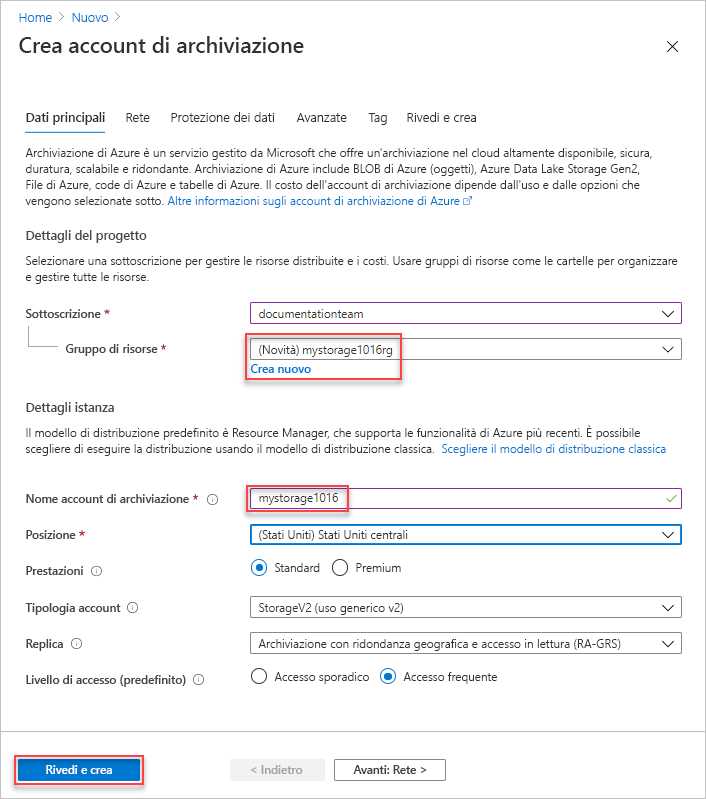 Home > Nuovo >
Crea account di archiviazione
Dati principali Rete Protezione dei dati Avanzate Tag Rivedi e crea
Archiviazione di Azure è un servizio gestito da Microsoft che offre un'archiviazione nel cloud altamente disponibile, sicura,
duratura, scalabile e ridondante. Archiviazione di Azure include BLOB di Azure (oggetti), Azure Data Lake Storage Gen2,
File di Azure, code di Azure e tabelle di Azure. Il costo dell'account di archiviazione dipende dall'uso e dalle opzioni che
vengono selezionate sotto. Altre informazioni sugli account di archiviazione di Azure
Dettagli del progetto
Selezionare una sottoscrizione per gestire le risorse distribuite e i costi. Usare gruppi di risorse come le cartelle per organizzare
e gestire tutte le risorse.
Sottoscrizione * documentationteam
Gruppo di risorse * (Novità) mystorage1016rg
Crea nuovo
Dettagli istanza
Il modello di distribuzione predefinito è Resource Manager, che supporta le funzionalità di Azure più recenti. È possibile
scegliere di eseguire la distribuzione usando il modello di distribuzione classica. Scegliere il modello di distribuzione classica
Nome account di archiviazione * mystorage1016
Posizione * (Stati Uniti) Stati Uniti centrali
Prestazioni Standard Premium
Tipologia account StorageV2 (uso generico v2)
Replica Archiviazione con ridondanza geografica e accesso in lettura (RA-GRS)
Livello di accesso (predefinito) Accesso sporadico Accesso frequente
Rivedi e crea < Indietro Avanti: Rete >